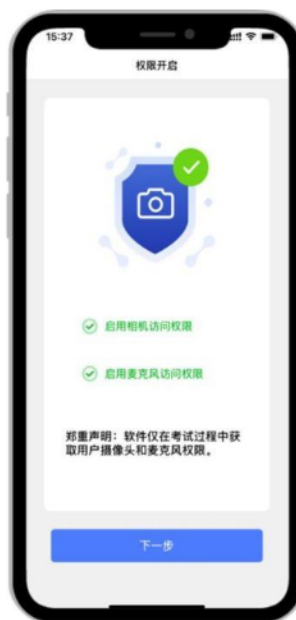 15:37
权限开启
启用相机访问权限
启用麦克风访问权限
郑重声明：软件仅在考试过程中获
取用户摄像头和麦克风权限。
下一步